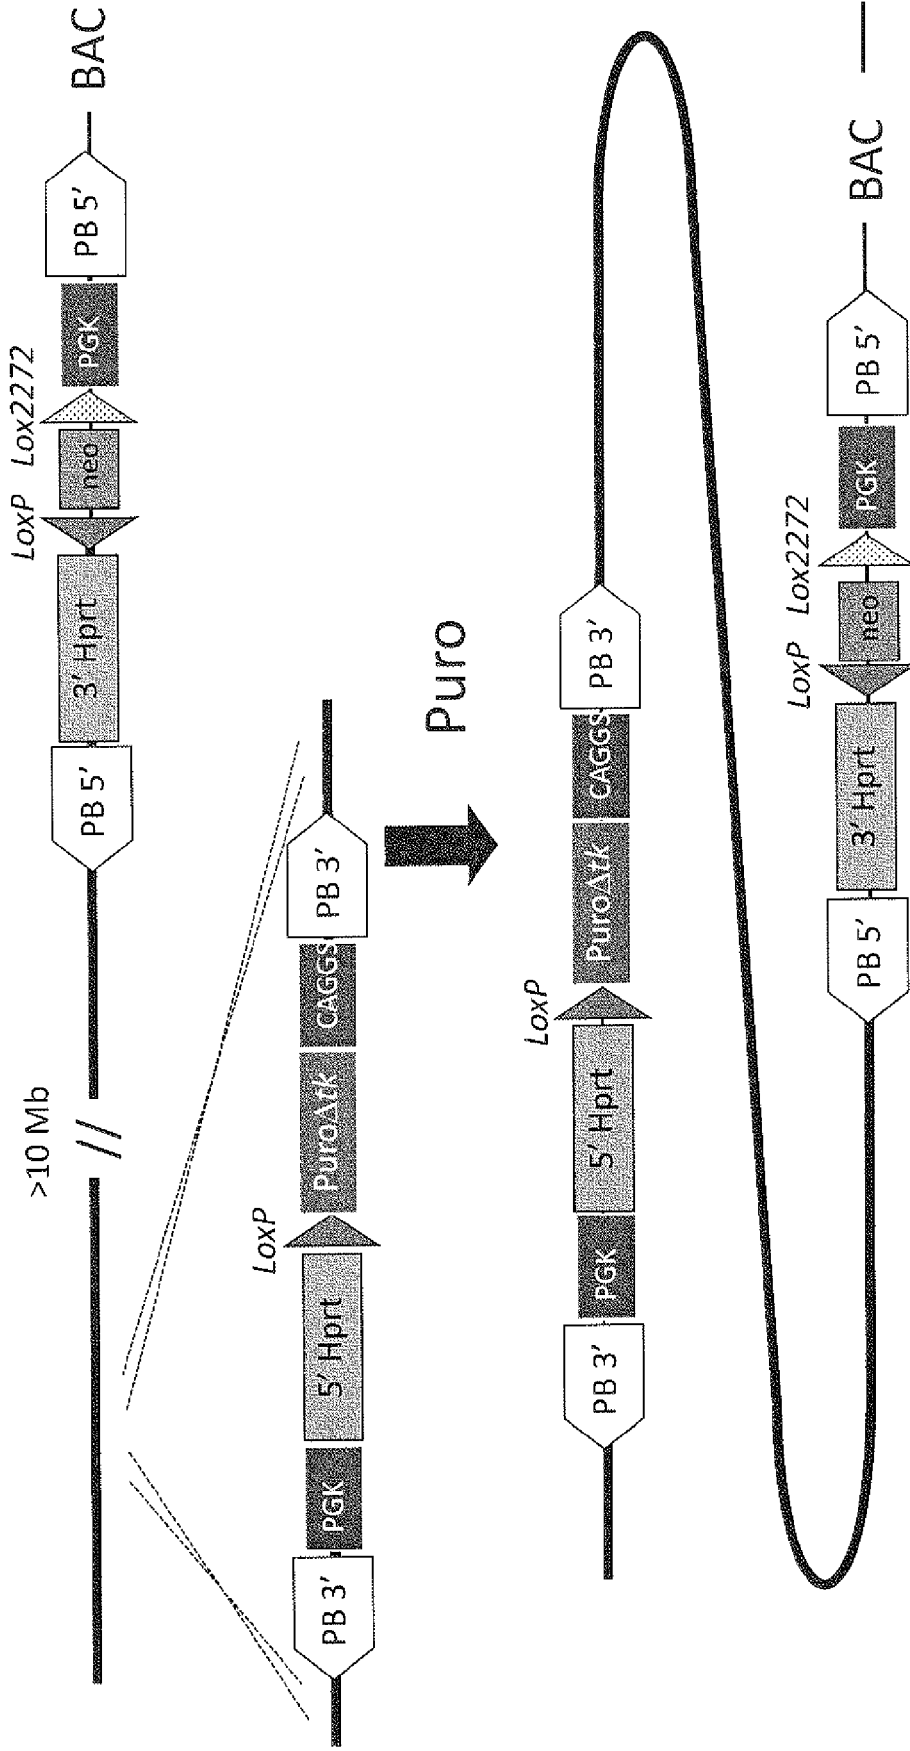 >10 Mb
LoxP Lox2272
PB 5' 3' Hprt neo PGK PB 5' BAC
LoxP
PB 3' PGK 5' Hprt PuroΔtk CAGGS PB 3'
Puro
LoxP
PB 3' PGK 5' Hprt PuroΔtk CAGGS PB 3'
LoxP Lox2272
PB 5' 3' Hprt neo PGK PB 5' BAC